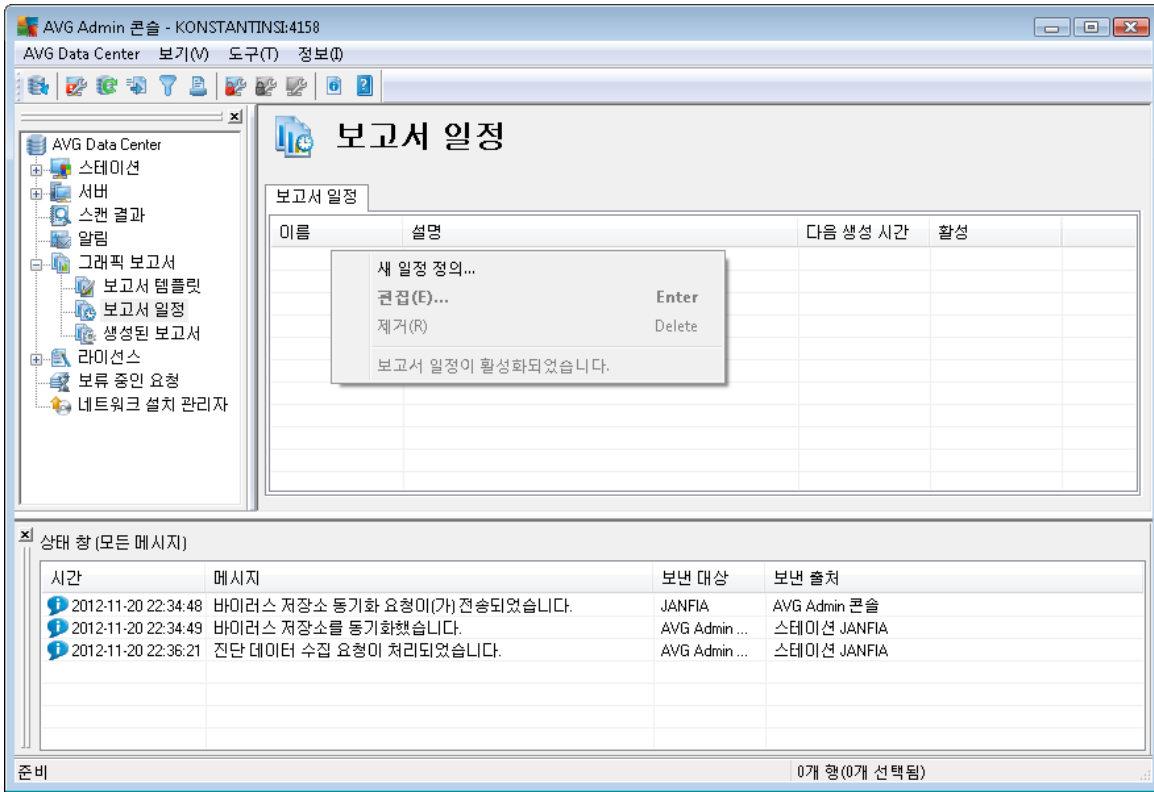 AVG Admin 콘솔 - KONSTANTINSI:4158
AVG Data Center 보기(V) 도구(T) 정보(I)
AVG Data Center
스테이션
서버
스캔 결과
알림
그래픽 보고서
보고서 템플릿
보고서 일정
생성된 보고서
라이선스
보류 중인 요청
네트워크 설치 관리자
보고서 일정
보고서 일정
이름 설명 다음 생성 시간 활성
새 일정 정의...
편집(E)... Enter
제거(R) Delete
보고서 일정이 활성화되었습니다.
상태 창 (모든 메시지)
시간 메시지 보낸 대상 보낸 출처
2012-11-20 22:34:48 바이러스 저장소 동기화 요청이(가) 전송되었습니다. JANFIA AVG Admin 콘솔
2012-11-20 22:34:49 바이러스 저장소를 동기화했습니다. AVG Admin ... 스테이션 JANFIA
2012-11-20 22:36:21 진단 데이터 수집 요청이 처리되었습니다. AVG Admin ... 스테이션 JANFIA
준비 0개 행(0개 선택됨)